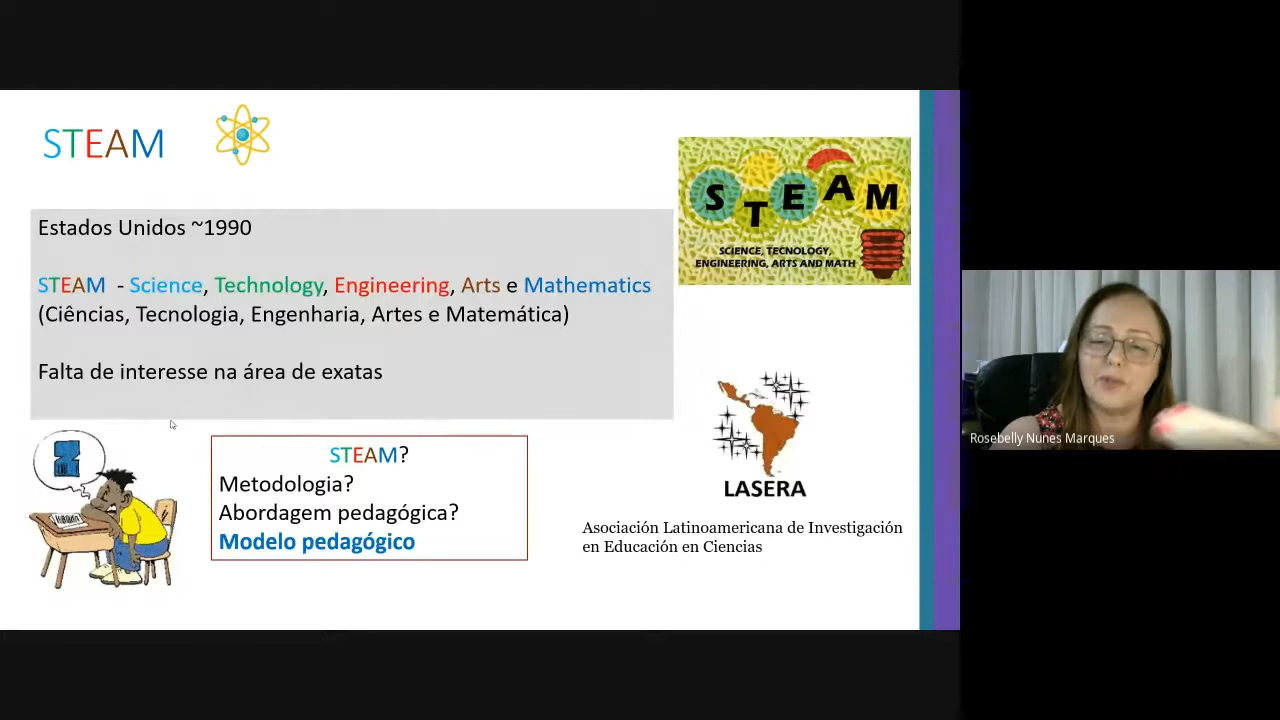 STEAM
Estados Unidos ~1990
STEAM - Science, Technology, Engineering, Arts e Mathematics
(Ciências, Tecnologia, Engenharia, Artes e Matemática)
Falta de interesse na área de exatas
STEAM?
Metodologia?
Abordagem pedagógica?
Modelo pedagógico
STEAM
SCIENCE, TECNOLOGY,
ENGINEERING, ARTS AND MATH
LASERA
Asociación Latinoamericana de Investigación
en Educación en Ciencias
Rosebelly Nunes Marques